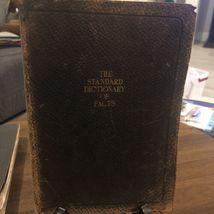 THE
STANDARD
DICTIONARY
OF
FACTS